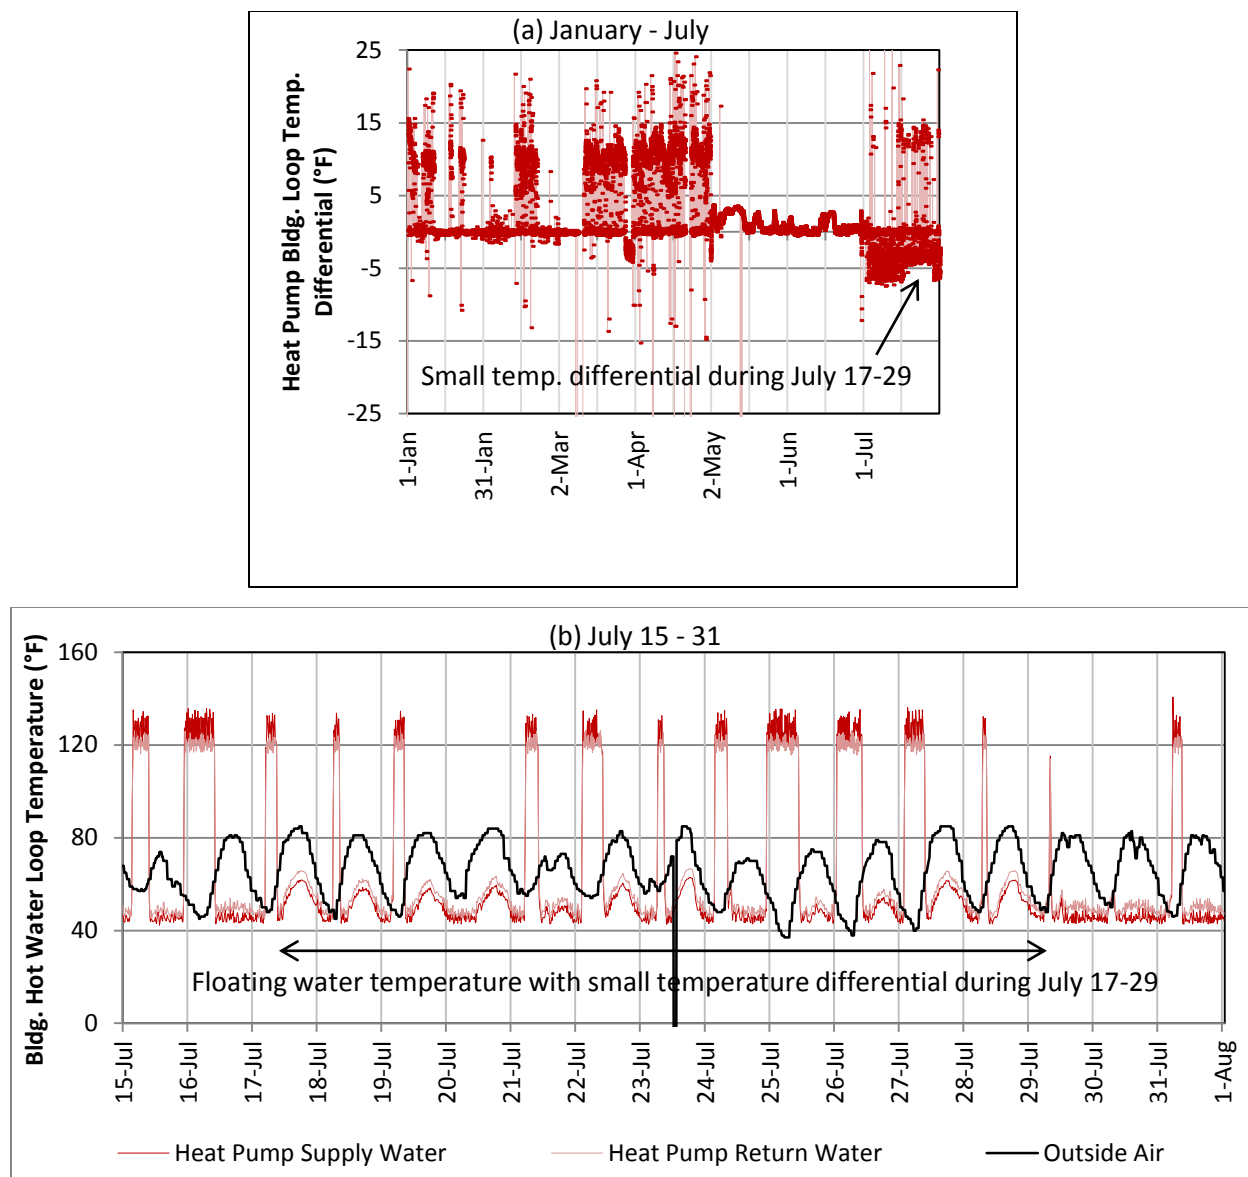 (a) January - July
Heat Pump Bldg. Loop Temp.
Differential (°F)
25
15
5
-5
-15
-25
Small temp. differential during July 17-29
1-Jan
31-Jan
2-Mar
1-Apr
2-May
1-Jun
1-Jul
(b) July 15 - 31
Bldg. Hot Water Loop Temperature (°F)
160
120
80
40
0
Floating water temperature with small temperature differential during July 17-29
15-Jul
16-Jul
17-Jul
18-Jul
19-Jul
20-Jul
21-Jul
22-Jul
23-Jul
24-Jul
25-Jul
26-Jul
27-Jul
28-Jul
29-Jul
30-Jul
31-Jul
1-Aug
Heat Pump Supply Water
Heat Pump Return Water
Outside Air